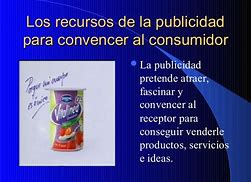 Los recursos de la publicidad
para convencer al consumidor
La publicidad
pretende atraer,
fascinar y
convencer al
receptor para
conseguir venderle
productos, servicios
e ideas.